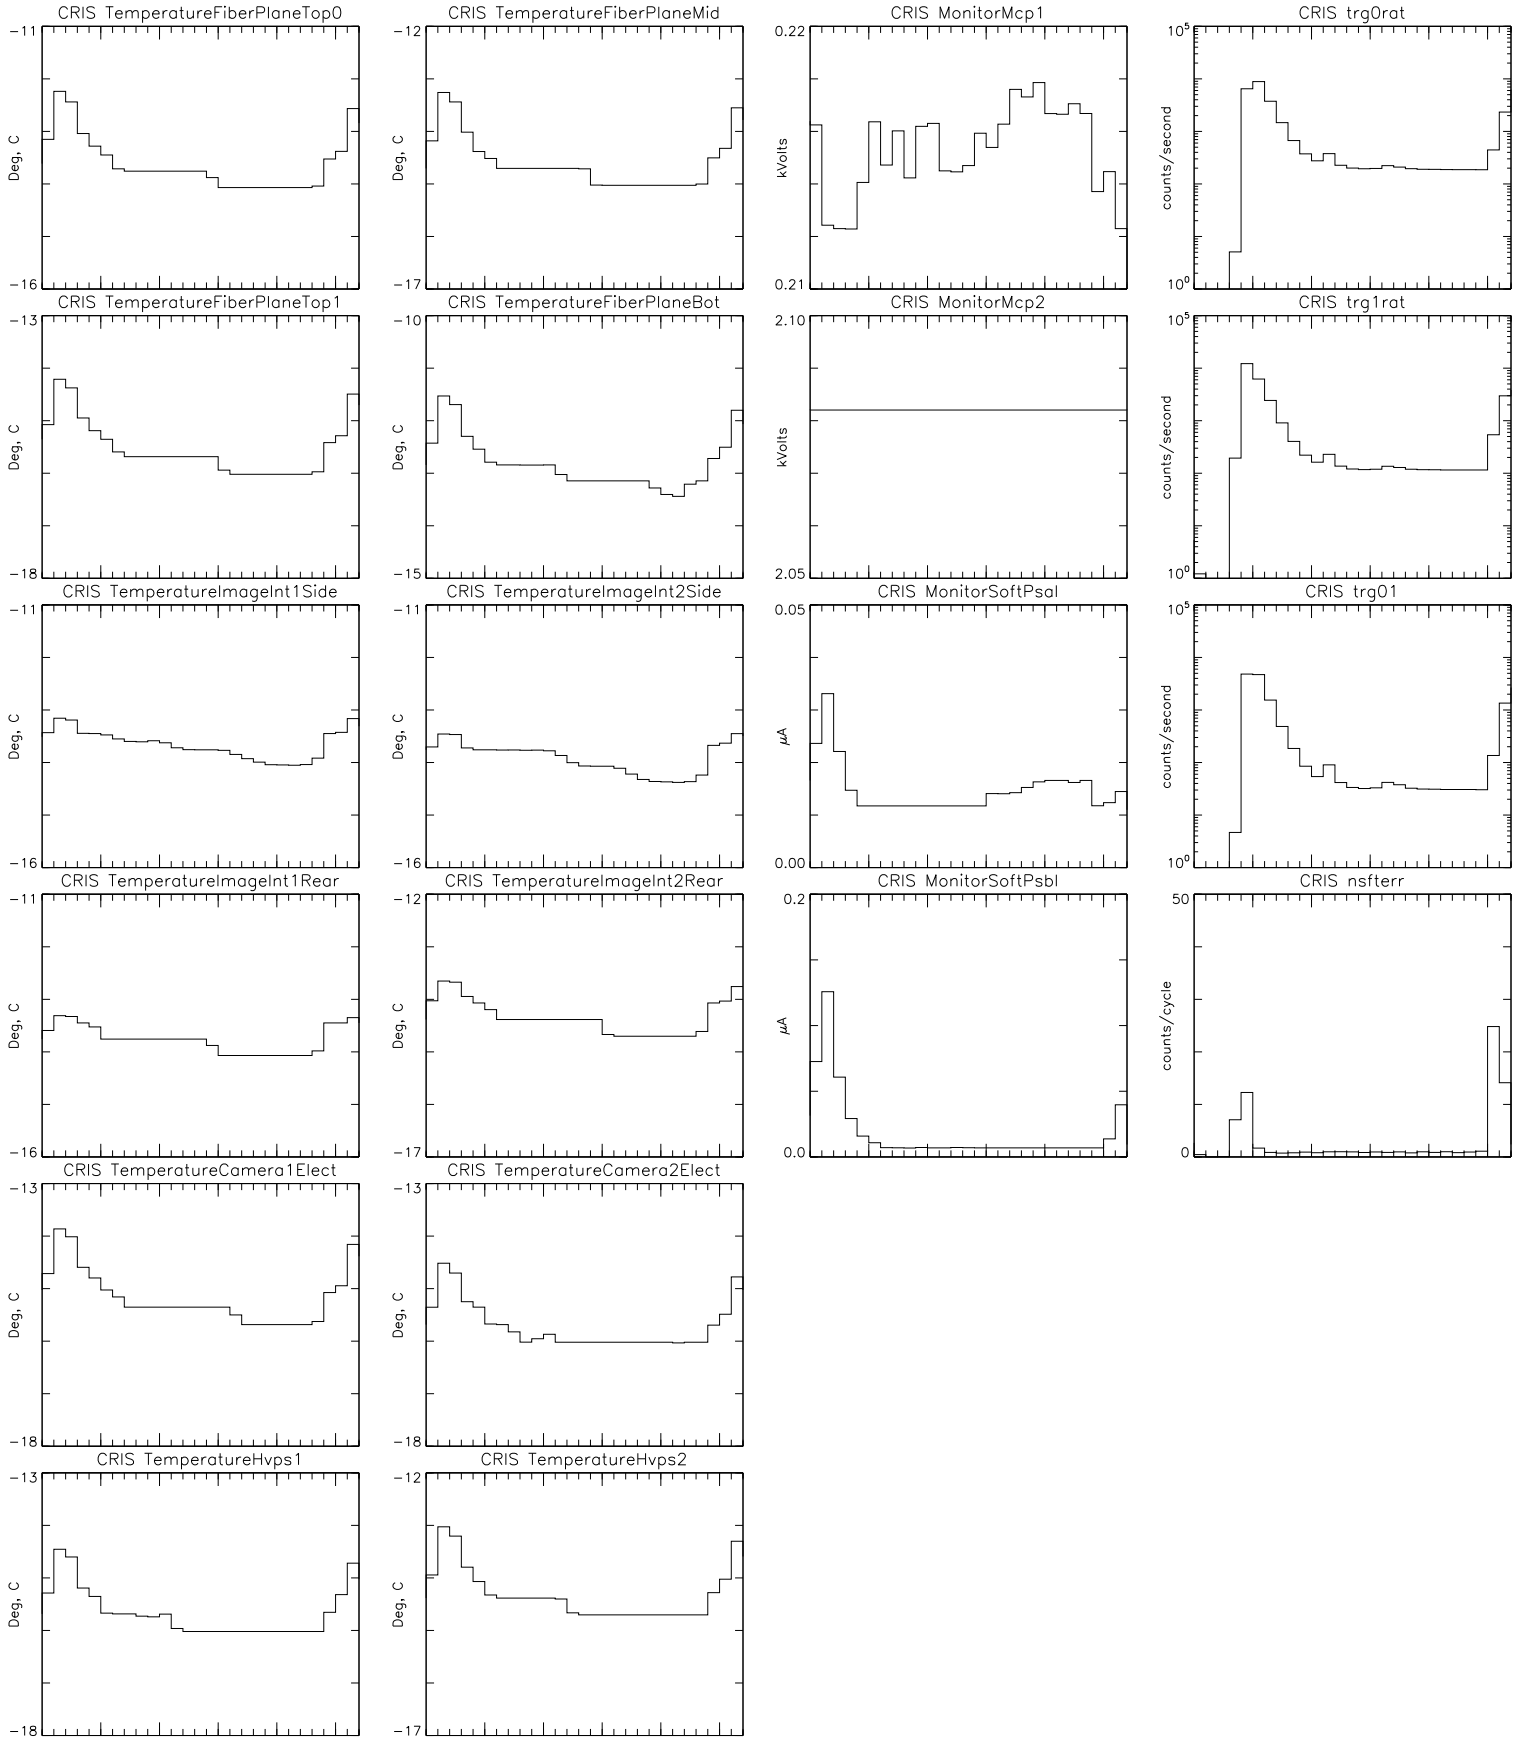 CRIS TemperatureFiberPlaneTop0
-11
Deg, C
-16
CRIS TemperatureFiberPlaneMid
-12
Deg, C
-17
CRIS MonitorMcp1
0.22
kVolts
0.21
CRIS trg0rat
10^5
counts/second
10^0
CRIS TemperatureFiberPlaneTop1
-13
Deg, C
-18
CRIS TemperatureFiberPlaneBot
-10
Deg, C
-15
CRIS MonitorMcp2
2.10
kVolts
2.05
CRIS trg1rat
10^5
counts/second
10^0
CRIS TemperatureImageInt1Side
-11
Deg, C
-16
CRIS TemperatureImageInt2Side
-11
Deg, C
-16
CRIS MonitorSoftPsaI
0.05
μA
0.00
CRIS trg01
10^5
counts/second
10^0
CRIS TemperatureImageInt1Rear
-11
Deg, C
-16
CRIS TemperatureImageInt2Rear
-12
Deg, C
-17
CRIS MonitorSoftPsbI
0.2
μA
0.0
CRIS nsfterr
50
counts/cycle
0
CRIS TemperatureCamera1Elect
-13
Deg, C
-18
CRIS TemperatureCamera2Elect
-13
Deg, C
-18
CRIS TemperatureHvps1
-13
Deg, C
-18
CRIS TemperatureHvps2
-12
Deg, C
-17